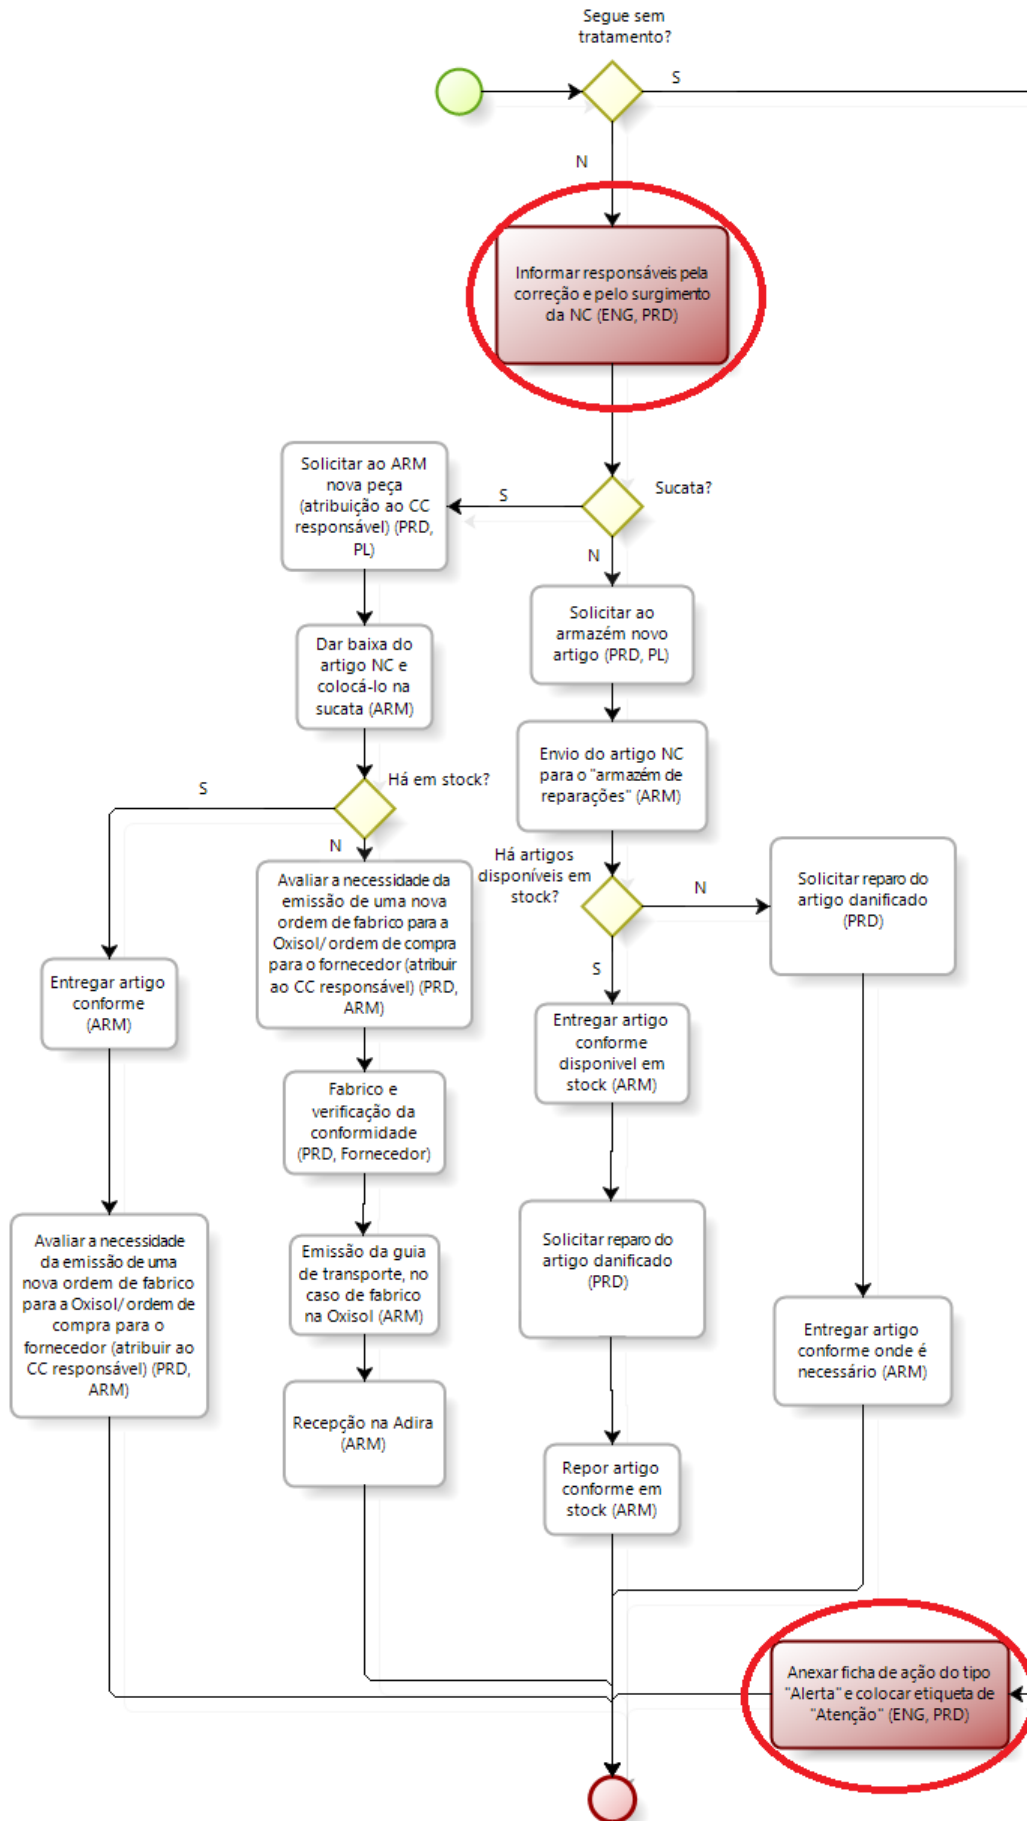 Segue sem
tratamento?
S
N
Informar responsáveis pela
correção e pelo surgimento
da NC (ENG, PRD)
Sucata?
S
N
Solicitar ao ARM
nova peça
(atribuição ao CC
responsável) (PRD,
PL)
Solicitar ao
armazém novo
artigo (PRD, PL)
Dar baixa do
artigo NC e
colocá-lo na
sucata (ARM)
Envio do artigo NC
para o "armazém de
reparações" (ARM)
Há em stock?
S
N
Há artigos
disponíveis em
stock?
N
S
Solicitar reparo do
artigo danificado
(PRD)
Avaliar a necessidade da
emissão de uma nova
ordem de fabrico para a
Oxisol/ ordem de compra
para o fornecedor (atribuir
ao CC responsável) (PRD,
ARM)
Entregar artigo
conforme
(ARM)
Entregar artigo
conforme
disponivel em
stock (ARM)
Fabrico e
verificação da
conformidade
(PRD, Fornecedor)
Avaliar a necessidade
da emissão de uma
nova ordem de fabrico
para a Oxisol/ ordem de
compra para o
fornecedor (atribuir ao
CC responsável) (PRD,
ARM)
Solicitar reparo do
artigo danificado
(PRD)
Emissão da guia
de transporte, no
caso de fabrico
na Oxisol (ARM)
Entregar artigo
conforme onde é
necessário (ARM)
Recepção na Adira
(ARM)
Repor artigo
conforme em
stock (ARM)
Anexar ficha de ação do tipo
"Alerta" e colocar etiqueta de
"Atenção" (ENG, PRD)